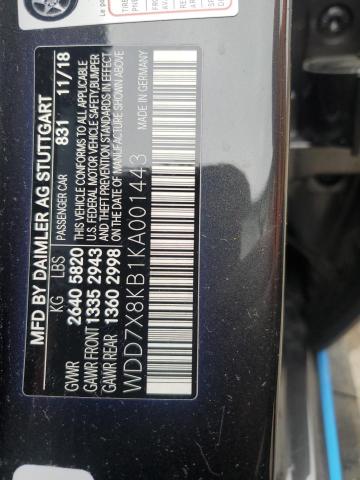 MFD BY DAIMLER AG STUTTGART
PASSENGER CAR 831 11/18
KG LBS
GVWR 2640 5820
GAWR FRONT 1335 2943
GAWR REAR 1360 2998
THIS VEHICLE CONFORMS TO ALL APPLICABLE
U.S. FEDERAL MOTOR VEHICLE SAFETY, BUMPER
AND THEFT PREVENTION STANDARDS IN EFFECT
ON THE DATE OF MANUFACTURE SHOWN ABOVE
MADE IN GERMANY
WDD7X8KB1KA001443